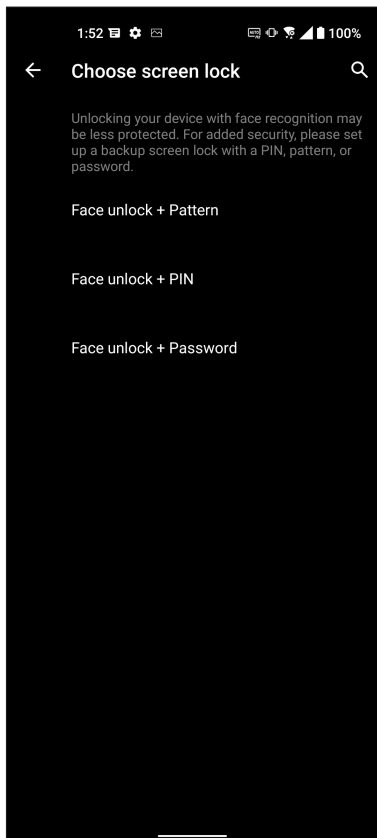 1:52 100%
Choose screen lock
Unlocking your device with face recognition may
be less protected. For added security, please set
up a backup screen lock with a PIN, pattern, or
password.
Face unlock + Pattern
Face unlock + PIN
Face unlock + Password